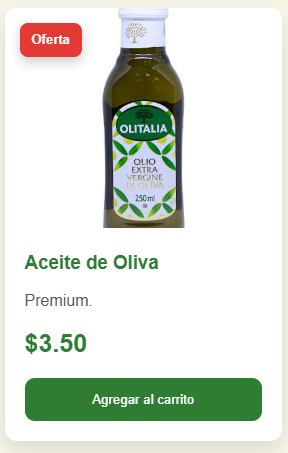 Oferta
OLITALIA
OLIO
EXTRA
VERGINE
DI OLIVA
250 ml
Aceite de Oliva
Premium.
$3.50
Agregar al carrito